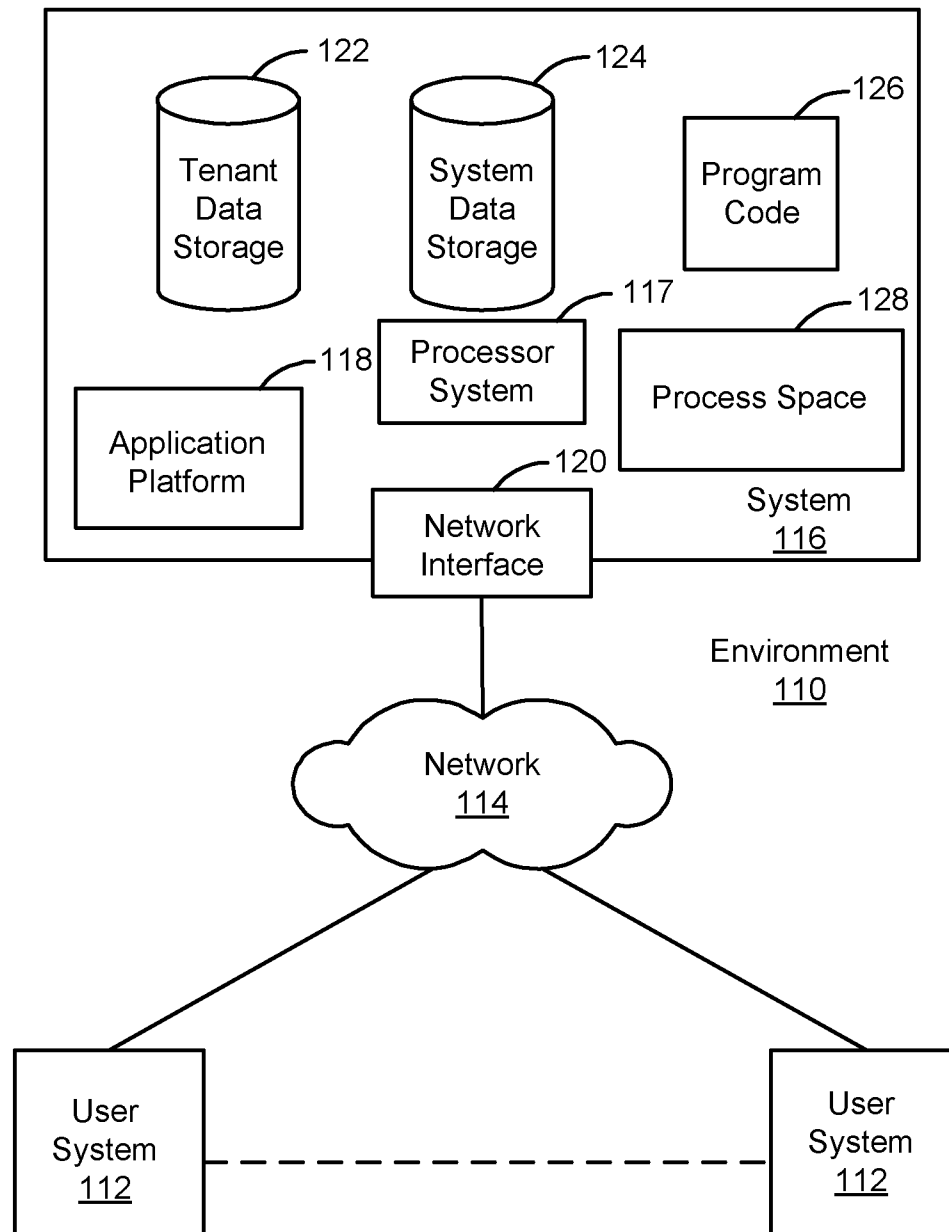 122
124
126
Tenant
Data
Storage
System
Data
Storage
Program
Code
117
128
118
Processor
System
Process Space
Application
Platform
120
Network
Interface
System
116
Environment
110
Network
114
User
System
112
User
System
112